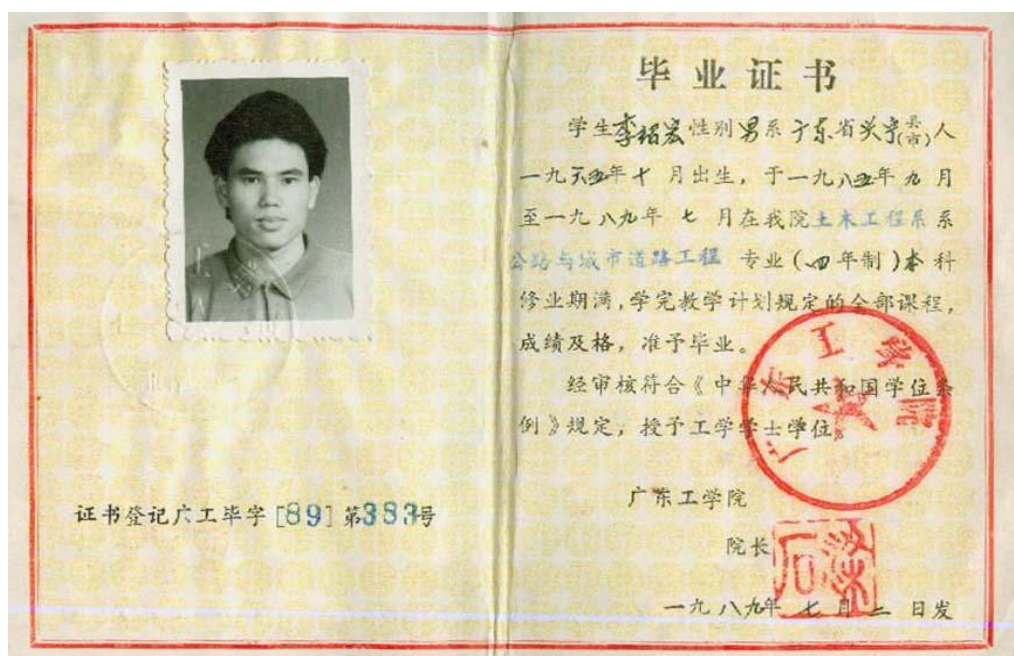 证书登记广工毕字[89]第383号
毕业证书
学生李绍宏性别男系广东省兴宁(县市)人
一九六五年十月出生，于一九八五年九月
至一九八九年七月在我院土木工程系系
公路与城市道路工程 专业(四年制)本科
修业期满，学完教学计划规定的全部课程，
成绩及格，准予毕业。
经审核符合《中华人民共和国学位条
例》规定，授予工学学士学位。
广东工学院
广东工学院
院长
一九八九年七月二日发